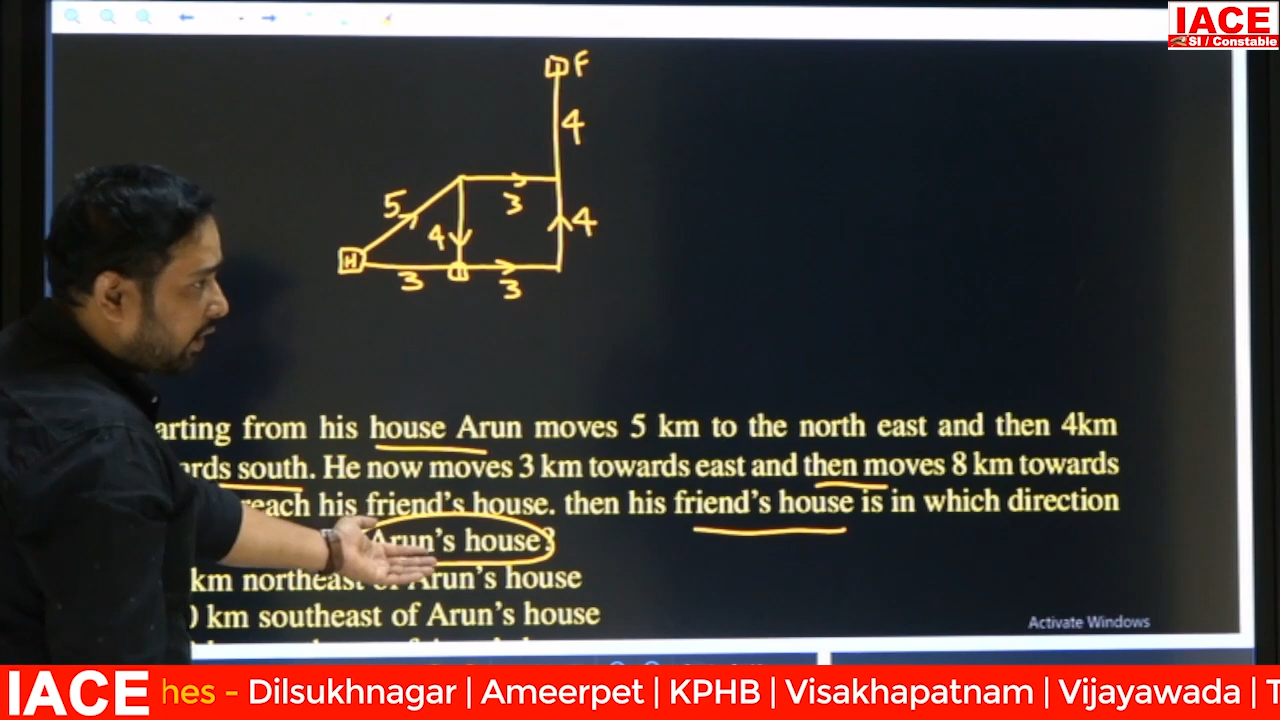 IACE
SI / Constable
F
4
5
3
4
4
H
3
3
arting from his house Arun moves 5 km to the north east and then 4km
ards south. He now moves 3 km towards east and then moves 8 km towards
reach his friend's house. then his friend's house is in which direction
Arun's house?
km northeast of Arun's house
km southeast of Arun's house
Activate Windows
IACE hes - Dilsukhnagar | Ameerpet | KPHB | Visakhapatnam | Vijayawada | T